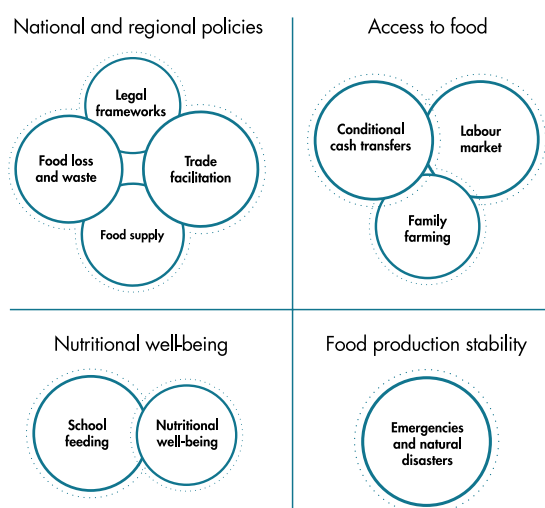 National and regional policies
Legal
frameworks
Food loss
and waste
Trade
facilitation
Food supply
Access to food
Conditional
cash transfers
Labour
market
Family
farming
Nutritional well-being
School
feeding
Nutritional
well-being
Food production stability
Emergencies
and natural
disasters